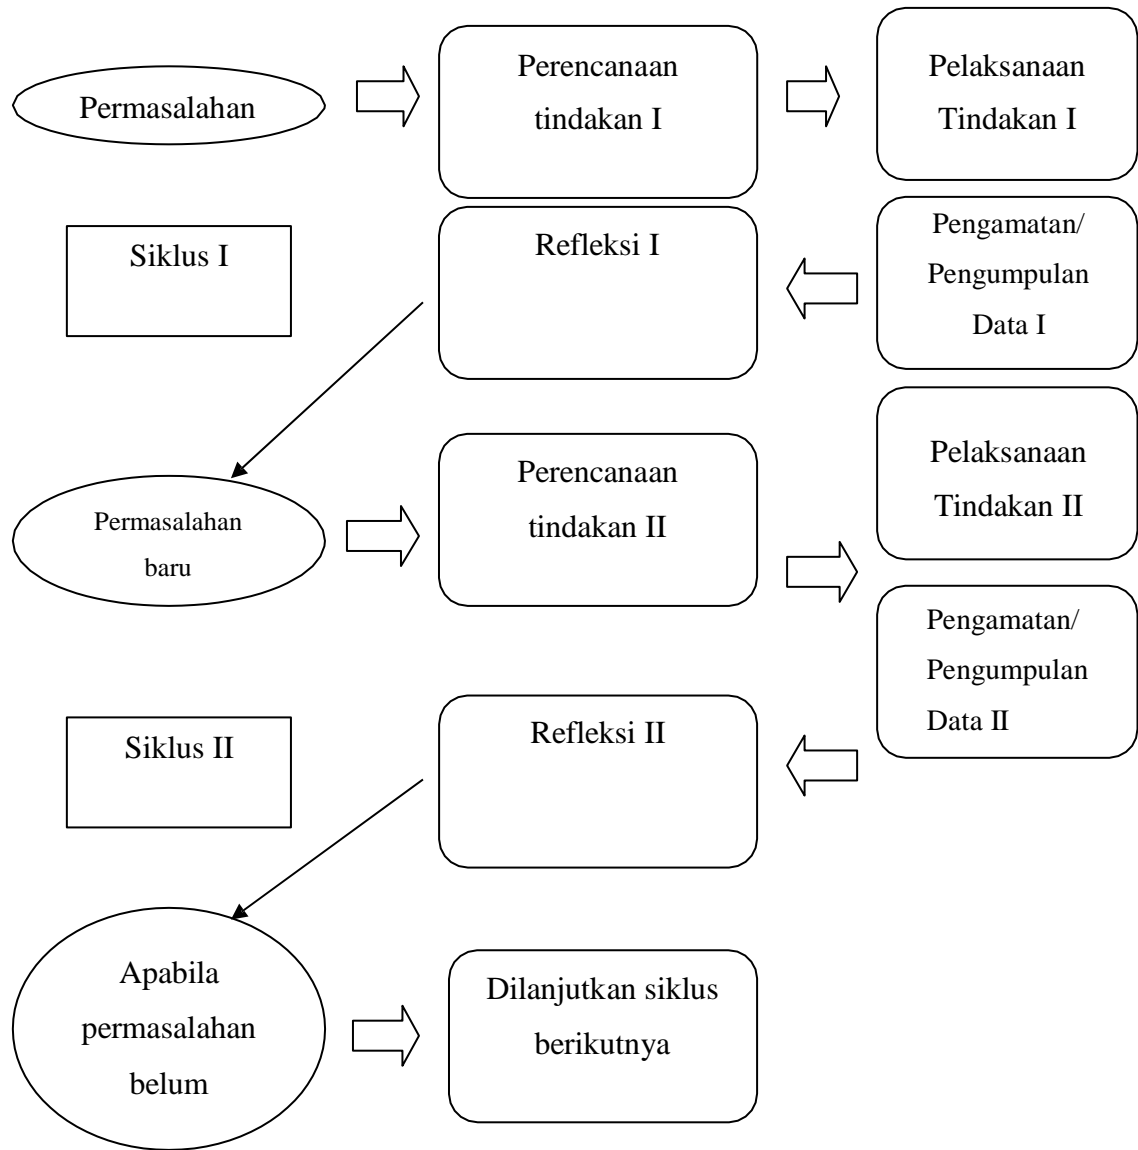 Permasalahan
Perencanaan
tindakan I
Pelaksanaan
Tindakan I
Siklus I
Refleksi I
Pengamatan/
Pengumpulan
Data I
Permasalahan
baru
Perencanaan
tindakan II
Pelaksanaan
Tindakan II
Siklus II
Refleksi II
Pengamatan/
Pengumpulan
Data II
Apabila
permasalahan
belum
Dilanjutkan siklus
berikutnya